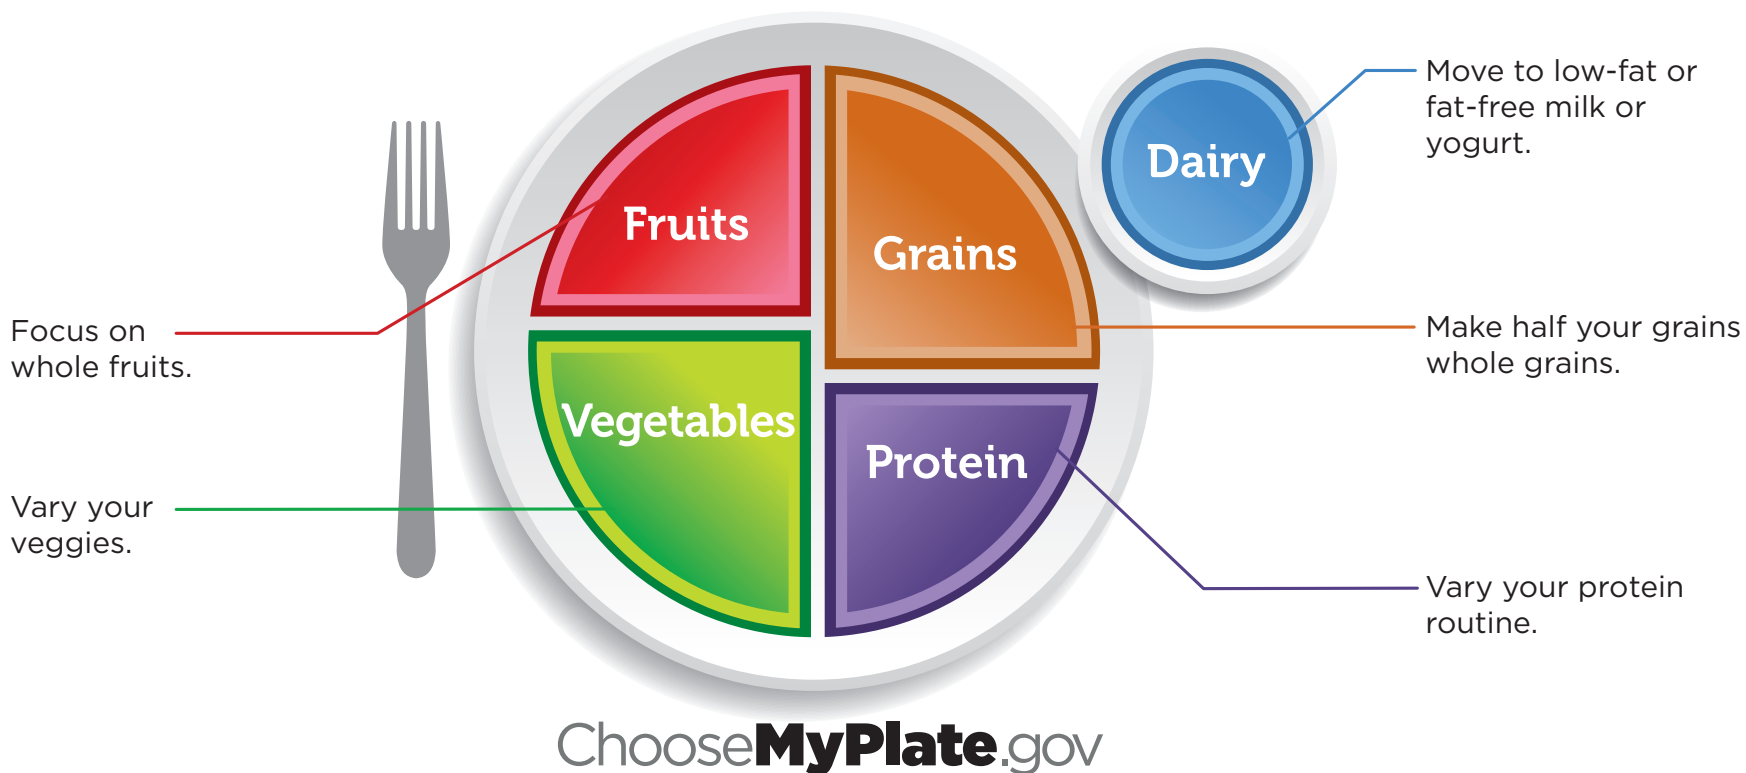 Move to low-fat or
fat-free milk or
yogurt.
Dairy
Fruits
Grains
Focus on
whole fruits.
Make half your grains
whole grains.
Vegetables
Protein
Vary your
veggies.
Vary your protein
routine.
ChooseMyPlate.gov